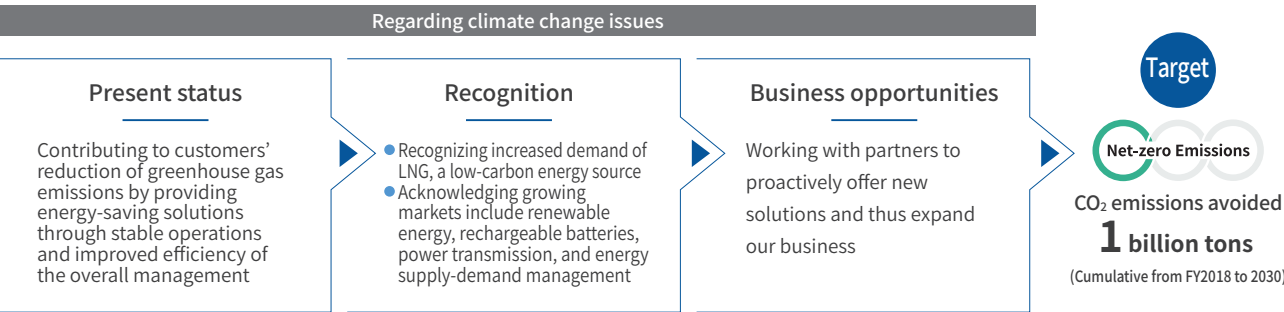 Regarding climate change issues
Present status
Contributing to customers'
reduction of greenhouse gas
emissions by providing
energy-saving solutions
through stable operations
and improved efficiency of
the overall management
Recognition
●Recognizing increased demand of
LNG, a low-carbon energy source
●Acknowledging growing
markets include renewable
energy, rechargeable batteries,
power transmission, and energy
supply-demand management
Business opportunities
Working with partners to
proactively offer new
solutions and thus expand
our business
Target
Net-zero Emissions
CO₂ emissions avoided
1 billion tons
(Cumulative from FY2018 to 2030)